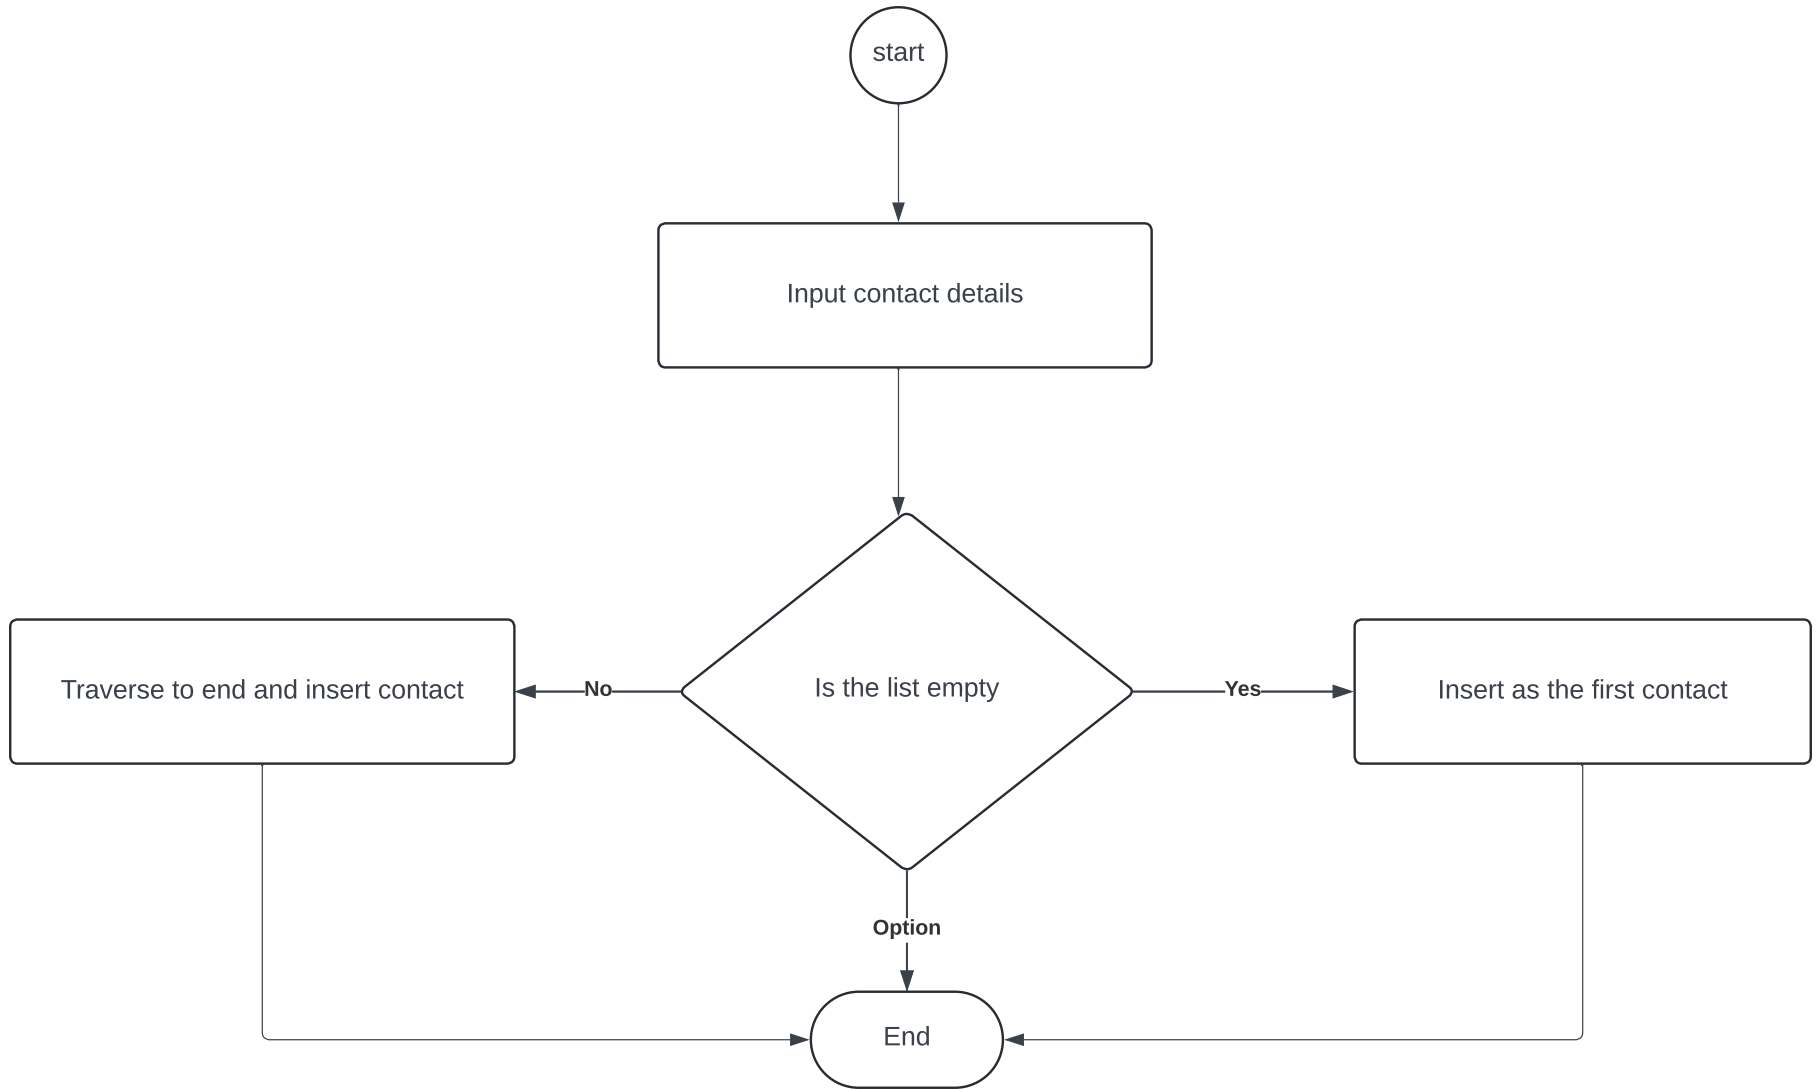 start
Input contact details
Is the list empty
No
Yes
Traverse to end and insert contact
Insert as the first contact
Option
End